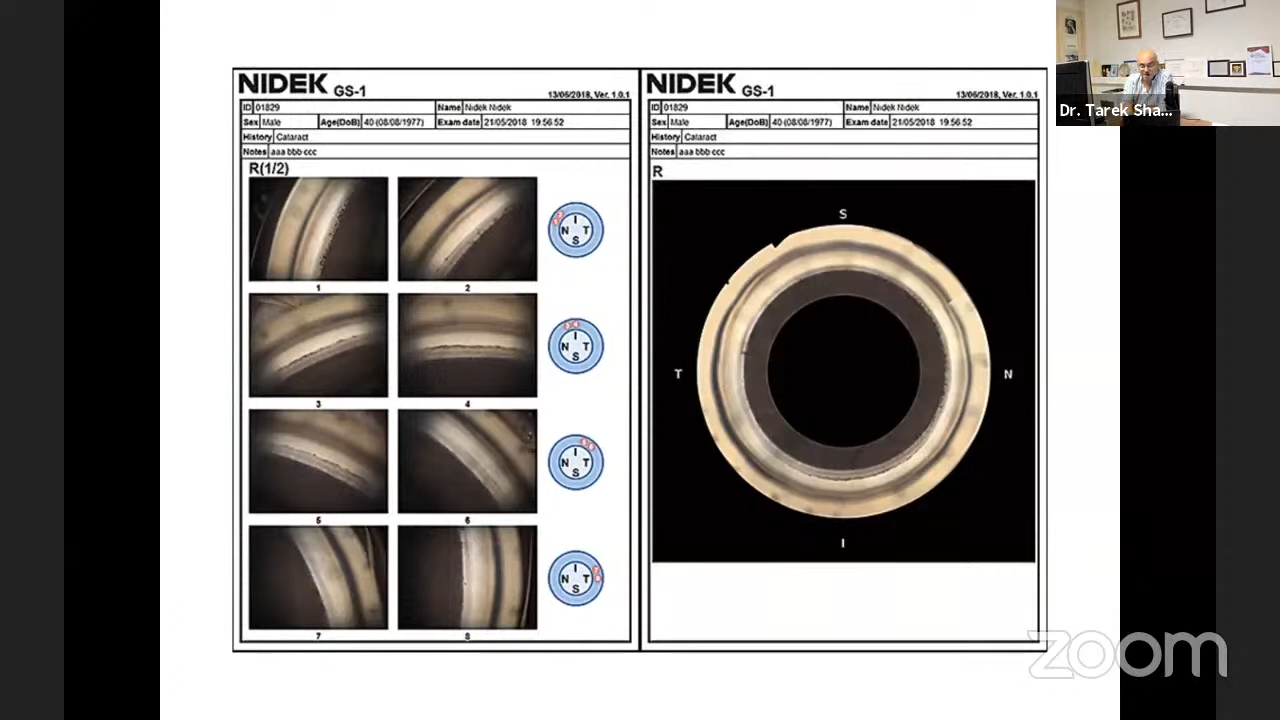 NIDEK GS-1
13/06/2018, Ver. 1.0.1
ID 01829 Name Nidek Nidek
Sex Male Age(DoB) 40 (08/08/1977) Exam date 21/05/2018 19:56:52
History Cataract
Notes aaa bbb ccc
R(1/2)
1 2
I
N T
S
3 4
I
N T
S
5 6
I
N T
S
7 8
I
N T
S
NIDEK GS-1
13/06/2018, Ver. 1.0.1
ID 01829 Name Nidek Nidek
Sex Male Age(DoB) 40 (08/08/1977) Exam date 21/05/2018 19:56:52
History Cataract
Notes aaa bbb ccc
R
S
T N
I
Dr. Tarek Sha...
zoom